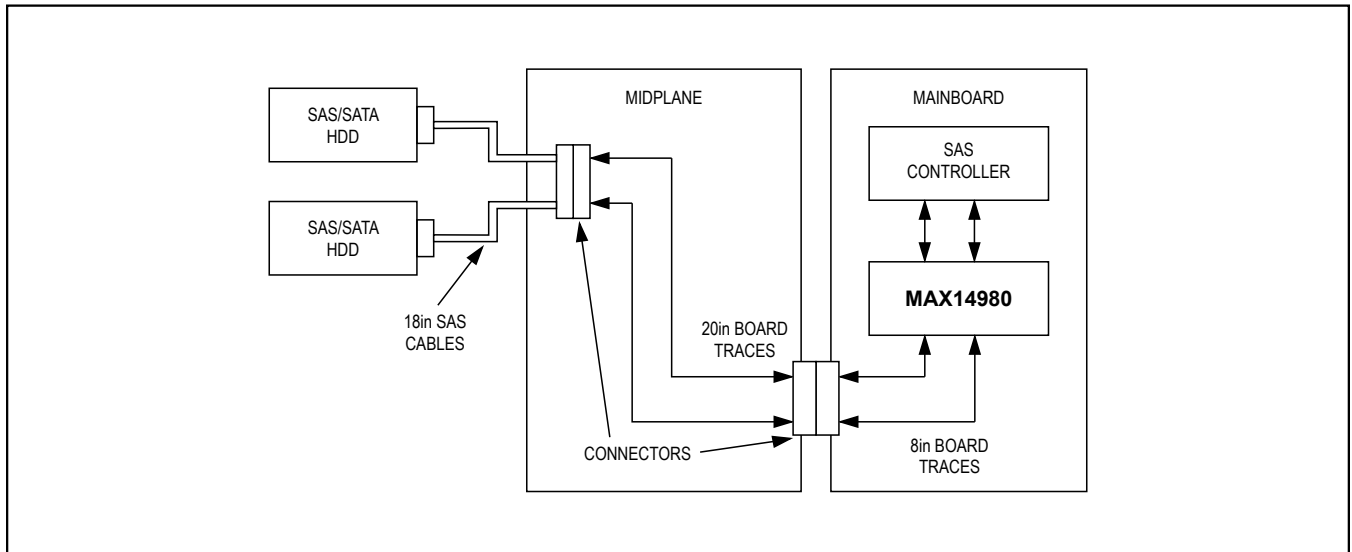 SAS/SATA
HDD
SAS/SATA
HDD
18in SAS
CABLES
MIDPLANE
20in BOARD
TRACES
CONNECTORS
MAINBOARD
SAS
CONTROLLER
MAX14980
8in BOARD
TRACES